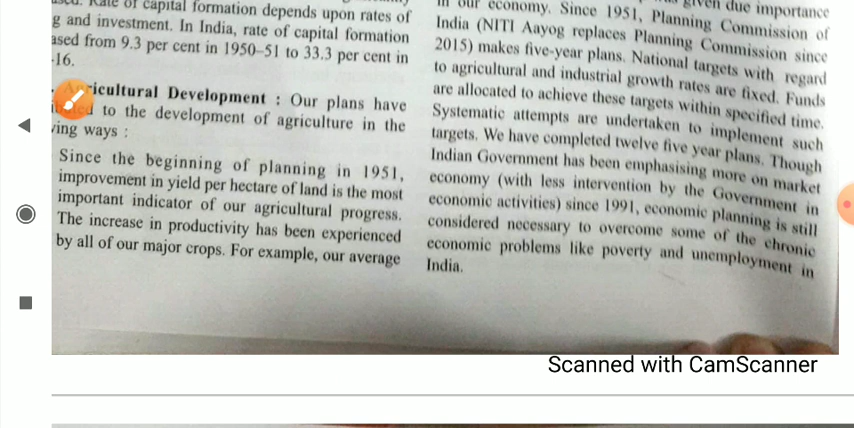 Rate of capital formation depends upon rates of
g and investment. In India, rate of capital formation
ased from 9.3 per cent in 1950-51 to 33.3 per cent in
-16.
icultural Development : Our plans have
to the development of agriculture in the
ving ways :
Since the beginning of planning in 1951,
improvement in yield per hectare of land is the most
important indicator of our agricultural progress.
The increase in productivity has been experienced
by all of our major crops. For example, our average
in our economy. Since 1951, Planning Commission of
given due importance
India (NITI Aayog replaces Planning Commission since
2015) makes five-year plans. National targets with regard
to agricultural and industrial growth rates are fixed. Funds
are allocated to achieve these targets within specified time.
Systematic attempts are undertaken to implement such
targets. We have completed twelve five year plans. Though
Indian Government has been emphasising more on market
economy (with less intervention by the Government in
economic activities) since 1991, economic planning is still
considered necessary to overcome some of the chronic
economic problems like poverty and unemployment in
India.
Scanned with CamScanner